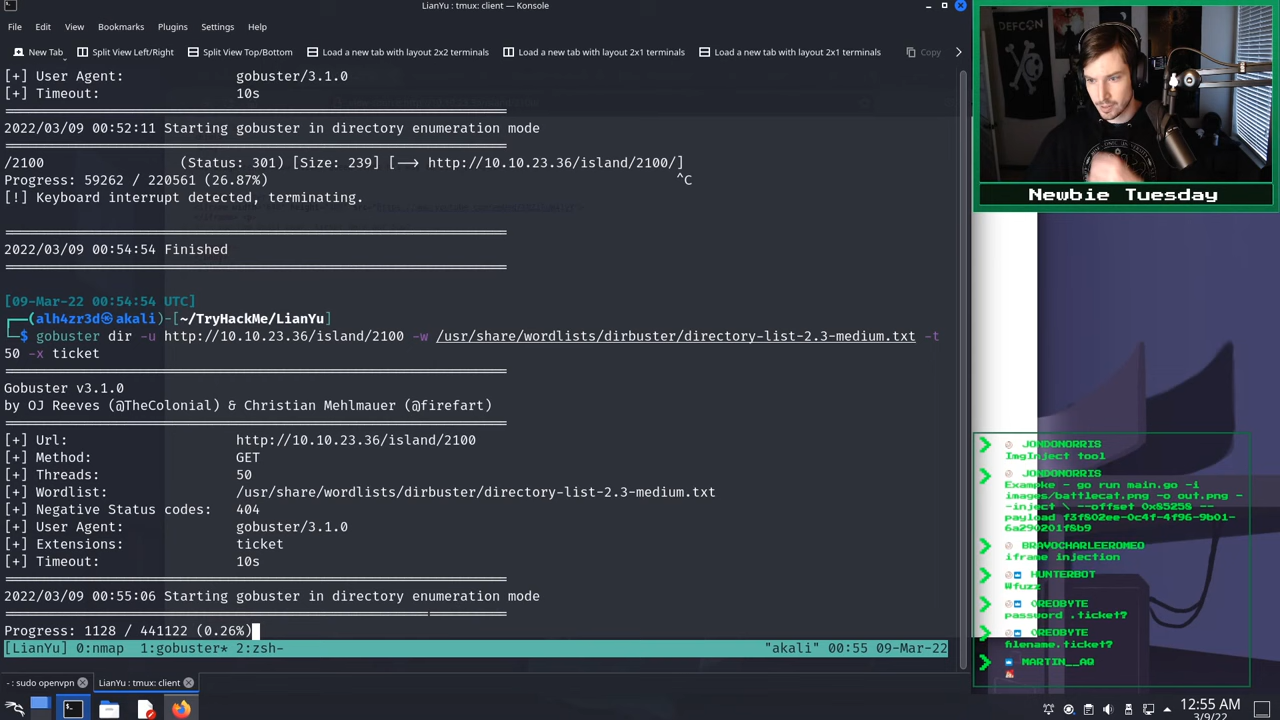 LianYu : tmux: client — Konsole
File Edit View Bookmarks Plugins Settings Help
New Tab Split View Left/Right Split View Top/Bottom Load a new tab with layout 2x2 terminals Load a new tab with layout 2x1 terminals Load a new tab with layout 2x1 terminals Copy
[+] User Agent: gobuster/3.1.0
[+] Timeout: 10s
2022/03/09 00:52:11 Starting gobuster in directory enumeration mode
/2100 (Status: 301) [Size: 239] [--> http://10.10.23.36/island/2100/]
Progress: 59262 / 220561 (26.87%) ^C
[!] Keyboard interrupt detected, terminating.
2022/03/09 00:54:54 Finished
[09-Mar-22 00:54:54 UTC]
(alh4zr3d㉿akali)-[~/TryHackMe/LianYu]
$ gobuster dir -u http://10.10.23.36/island/2100 -w /usr/share/wordlists/dirbuster/directory-list-2.3-medium.txt -t
50 -x ticket
Gobuster v3.1.0
by OJ Reeves (@TheColonial) & Christian Mehlmauer (@firefart)
[+] Url: http://10.10.23.36/island/2100
[+] Method: GET
[+] Threads: 50
[+] Wordlist: /usr/share/wordlists/dirbuster/directory-list-2.3-medium.txt
[+] Negative Status codes: 404
[+] User Agent: gobuster/3.1.0
[+] Extensions: ticket
[+] Timeout: 10s
2022/03/09 00:55:06 Starting gobuster in directory enumeration mode
Progress: 1128 / 441122 (0.26%)
[LianYu] 0:nmap 1:gobuster* 2:zsh- "akali" 00:55 09-Mar-22
- : sudo openvpn LianYu : tmux: client
DEFCON
Newbie Tuesday
JONDONORRIS
ImgInject tool
JONDONORRIS
Exampke - go run main.go -i
images/battlecat.png -o out.png -
-inject \ --offset 0x85258 --
payload f3f802ee-0c4f-4f96-9b01-
6a290201f8b9
BRAVOCHARLEEROMEO
iframe injection
HUNTERBOT
Wfuzz
0REOBYTE
password .ticket?
0REOBYTE
filename.ticket?
MARTIN__AQ
12:55 AM
3/9/22